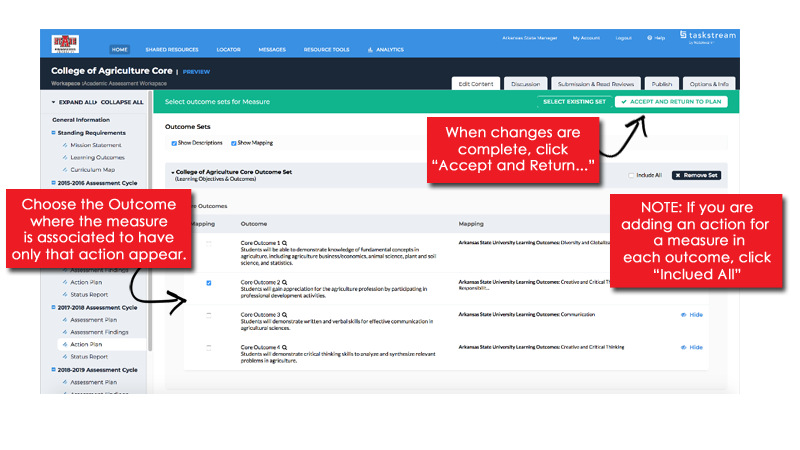 Arkansas State Manager My Account Logout Help taskstream
HOME SHARED RESOURCES LOCATOR MESSAGES RESOURCE TOOLS ANALYTICS
College of Agriculture Core | PREVIEW
Workspace: Academic Assessment Workspace
Edit Content Discussion Submission & Read Reviews Publish Options & Info
EXPAND ALL COLLAPSE ALL
Select outcome sets for Measure
SELECT EXISTING SET ACCEPT AND RETURN TO PLAN
General Information
Standing Requirements
Mission Statement
Learning Outcomes
Curriculum Map
2015-2016 Assessment Cycle
Outcome Sets
Show Descriptions Show Mapping
When changes are
complete, click
“Accept and Return...”
College of Agriculture Core Outcome Set
(Learning Objectives & Outcomes)
Include All Remove Set
Choose the Outcome
where the measure
is associated to have
only that action appear.
Outcomes
Mapping Outcome Mapping
NOTE: If you are
adding an action for
a measure in
each outcome, click
“Inclued All”
Core Outcome 1
Students will be able to demonstrate knowledge of fundamental concepts in
agriculture, including agriculture business/economics, animal science, plant and soil
science, and statistics.
Arkansas State University Learning Outcomes: Diversity and
Core Outcome 2
Students will gain appreciation for the agriculture profession by participating in
professional development activities.
Arkansas State University Learning Outcomes: Creative and Critical
Responsibilit...
Core Outcome 3
Students will demonstrate written and verbal skills for effective communication in
agricultural sciences.
Arkansas State University Learning Outcomes: Communication
Hide
Core Outcome 4
Students will demonstrate critical thinking skills to analyze and synthesize relevant
problems in agriculture.
Arkansas State University Learning Outcomes: Creative and Critical Thinking
Hide
Assessment Findings
Action Plan
Status Report
2017-2018 Assessment Cycle
Assessment Plan
Assessment Findings
Action Plan
Status Report
2018-2019 Assessment Cycle
Assessment Plan